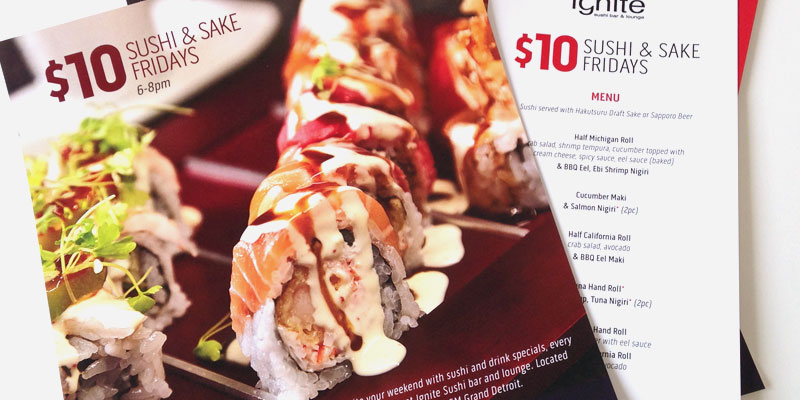 $10 SUSHI & SAKE
FRIDAYS
6-8pm
your weekend with sushi and drink specials, every
Ignite Sushi bar and lounge. Located
Grand Detroit.
ignite
sushi bar & lounge
$10 SUSHI & SAKE
FRIDAYS
MENU
Sushi served with Hakutsuru Draft Sake or Sapporo Beer
Half Michigan Roll
salad, shrimp tempura, cucumber topped with
cream cheese, spicy sauce, eel sauce (baked)
& BBQ Eel, Ebi Shrimp Nigiri
Cucumber Maki
& Salmon Nigiri* (2pc)
Half California Roll
crab salad, avocado
& BBQ Eel Maki
Hand Roll*
Tuna Nigiri* (2pc)
Hand Roll
with eel sauce
Roll
avocado